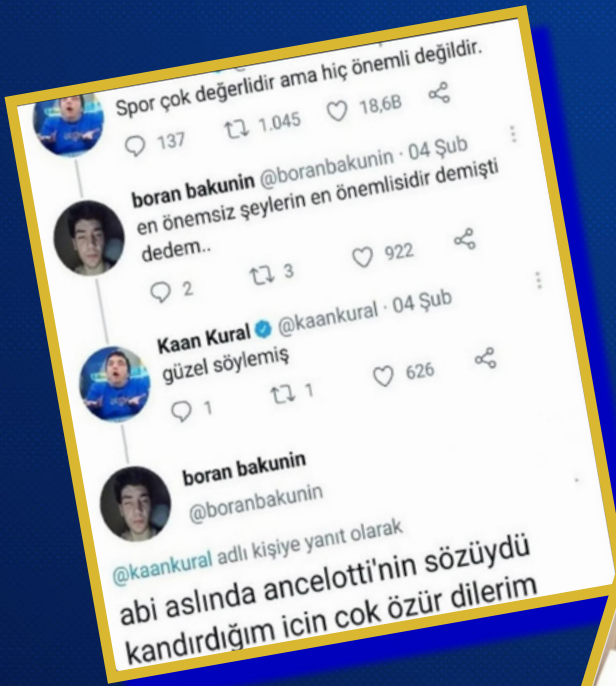 Spor çok değerlidir ama hiç önemli değildir.
137 1.045 18,6B
boran bakunin @boranbakunin · 04 Şub
en önemsiz şeylerin en önemlisidir demişti
dedem..
2 3 922
Kaan Kural @kaankural · 04 Şub
güzel söylemiş
1 1 626
boran bakunin
@boranbakunin
@kaankural adlı kişiye yanıt olarak
abi aslında ancelotti'nin sözüydü
kandırdığım icin cok özür dilerim